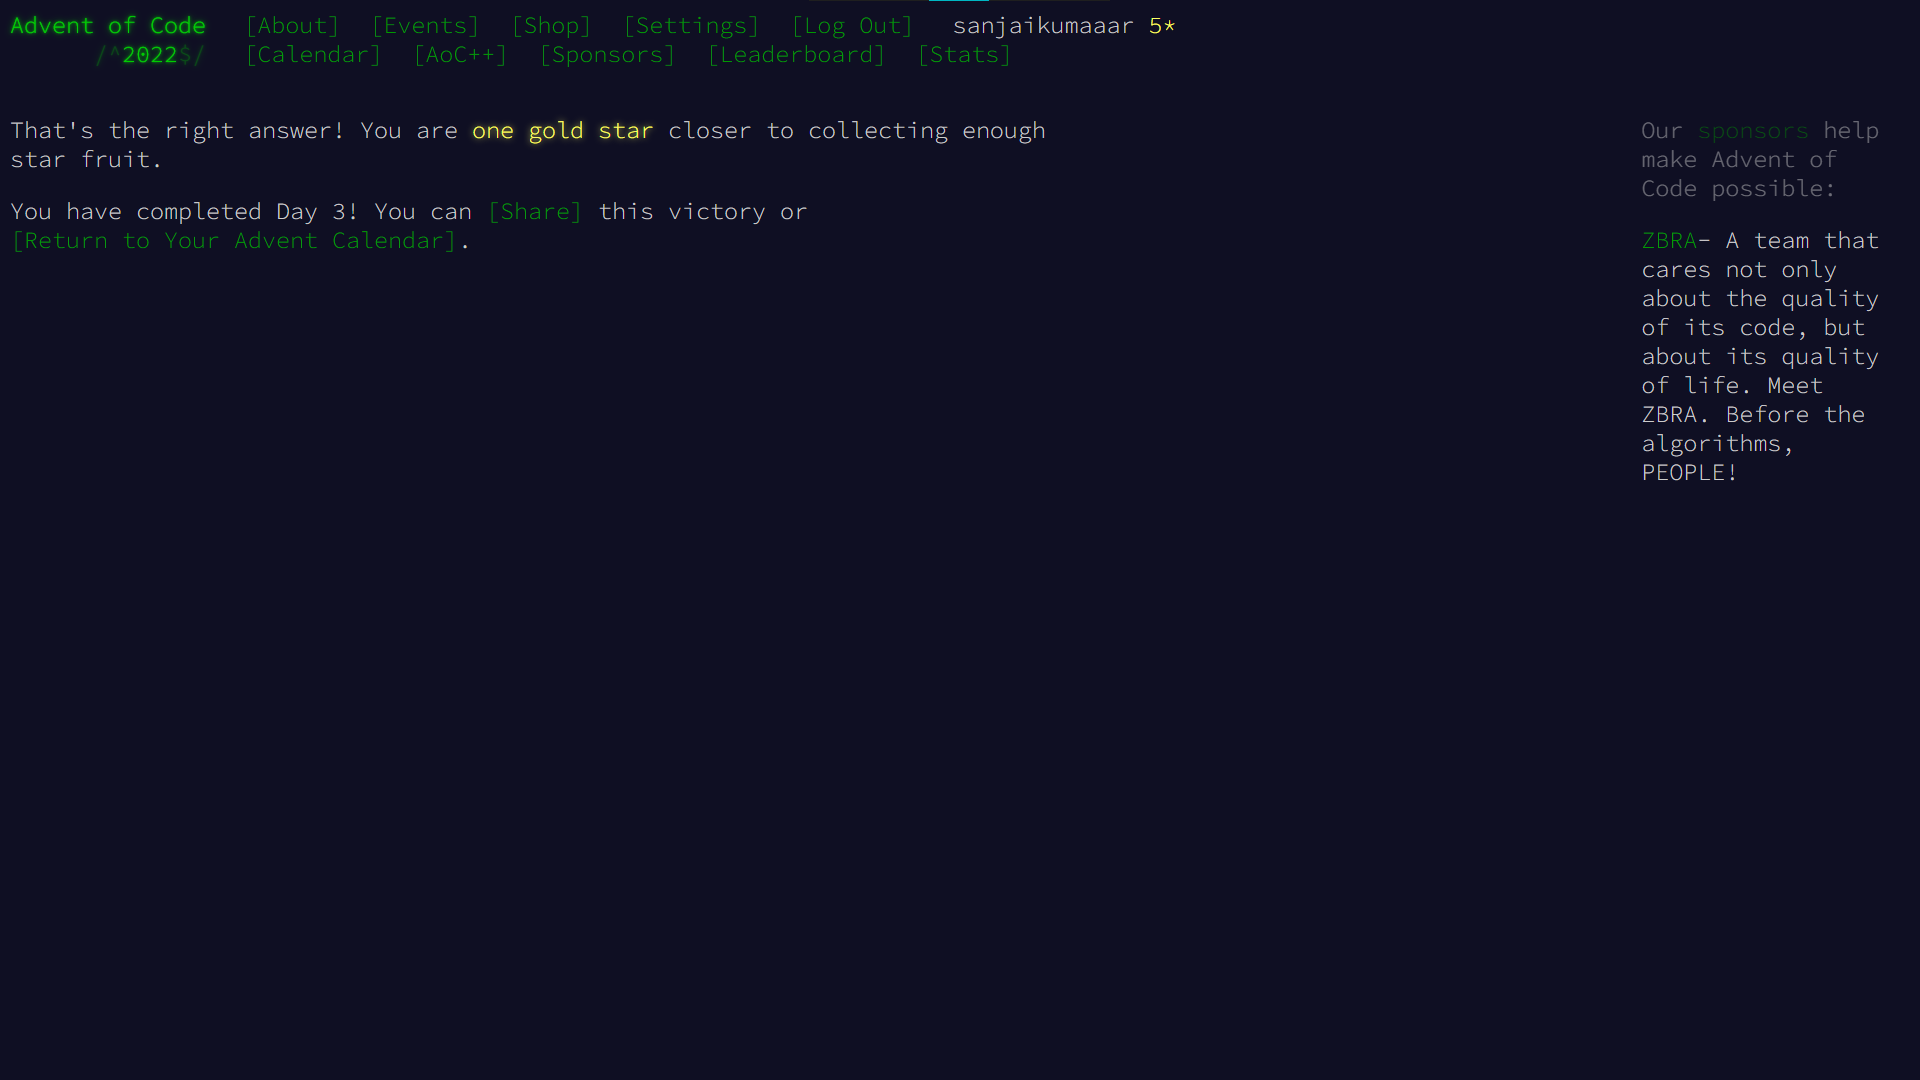 Advent of Code [About] [Events] [Shop] [Settings] [Log Out] sanjaikumaaar 5*
/^2022$/ [Calendar] [AoC++] [Sponsors] [Leaderboard] [Stats]
That's the right answer! You are one gold star closer to collecting enough
star fruit.
You have completed Day 3! You can [Share] this victory or
[Return to Your Advent Calendar].
Our sponsors help
make Advent of
Code possible:
ZBRA- A team that
cares not only
about the quality
of its code, but
about its quality
of life. Meet
ZBRA. Before the
algorithms,
PEOPLE!